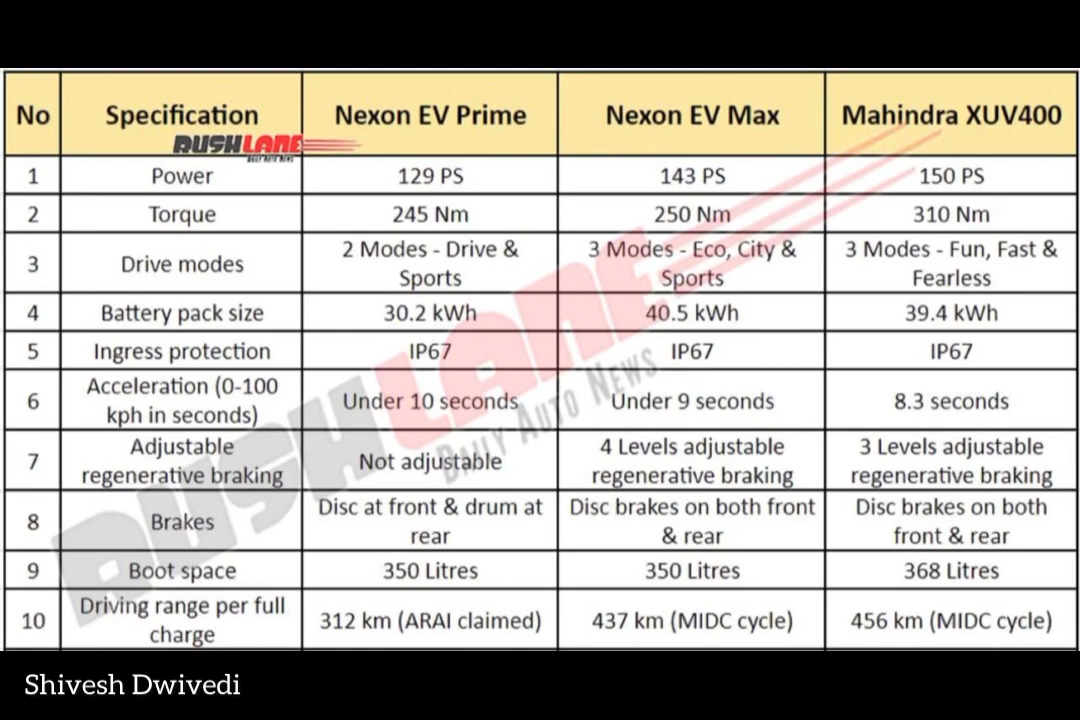 No Specification Nexon EV Prime Nexon EV Max Mahindra XUV400
RUSHLANE
DAILY AUTO NEWS
1 Power 129 PS 143 PS 150 PS
2 Torque 245 Nm 250 Nm 310 Nm
3 Drive modes 2 Modes - Drive & Sports 3 Modes - Eco, City & Sports 3 Modes - Fun, Fast & Fearless
4 Battery pack size 30.2 kWh 40.5 kWh 39.4 kWh
5 Ingress protection IP67 IP67 IP67
6 Acceleration (0-100 kph in seconds) Under 10 seconds Under 9 seconds 8.3 seconds
7 Adjustable regenerative braking Not adjustable 4 Levels adjustable regenerative braking 3 Levels adjustable regenerative braking
8 Brakes Disc at front & drum at rear Disc brakes on both front & rear Disc brakes on both front & rear
9 Boot space 350 Litres 350 Litres 368 Litres
10 Driving range per full charge 312 km (ARAI claimed) 437 km (MIDC cycle) 456 km (MIDC cycle)
RUSHLANE
DAILY AUTO NEWS
Shivesh Dwivedi